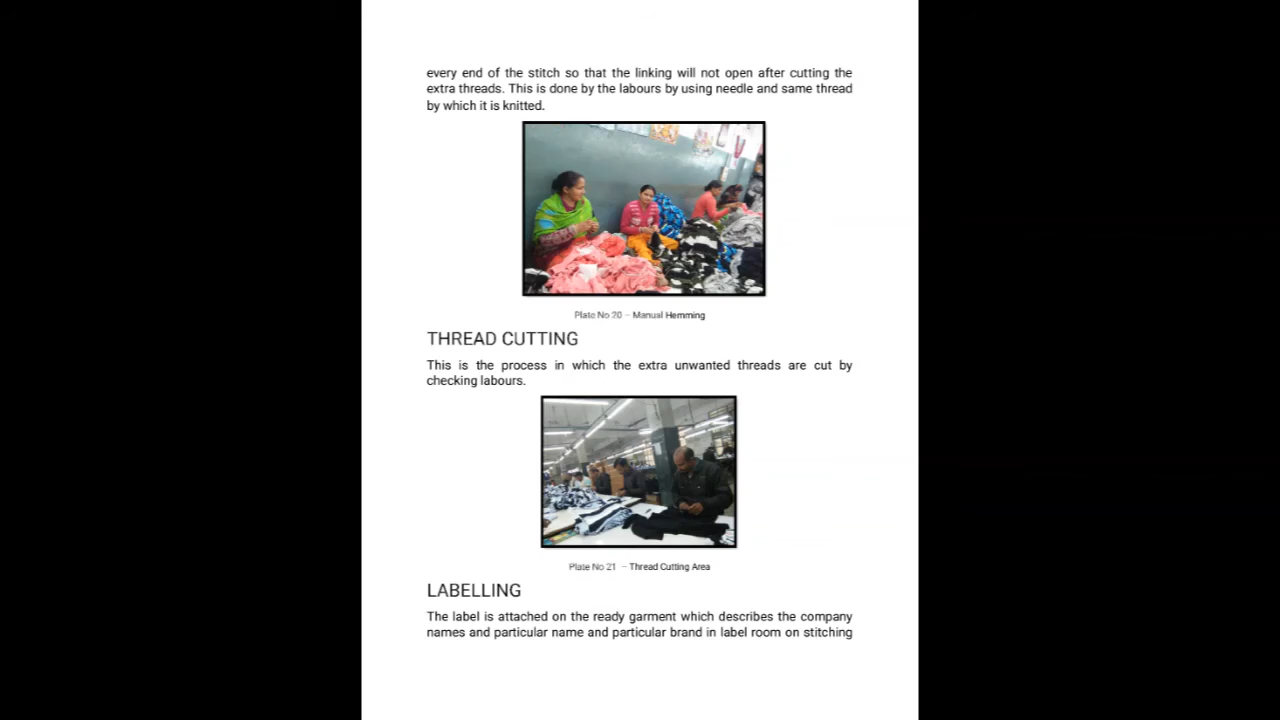 every end of the stitch so that the linking will not open after cutting the
extra threads. This is done by the labours by using needle and same thread
by which it is knitted.
Plate No 20 – Manual Hemming
THREAD CUTTING
This is the process in which the extra unwanted threads are cut by
checking labours.
Plate No 21 – Thread Cutting Area
LABELLING
The label is attached on the ready garment which describes the company
names and particular name and particular brand in label room on stitching